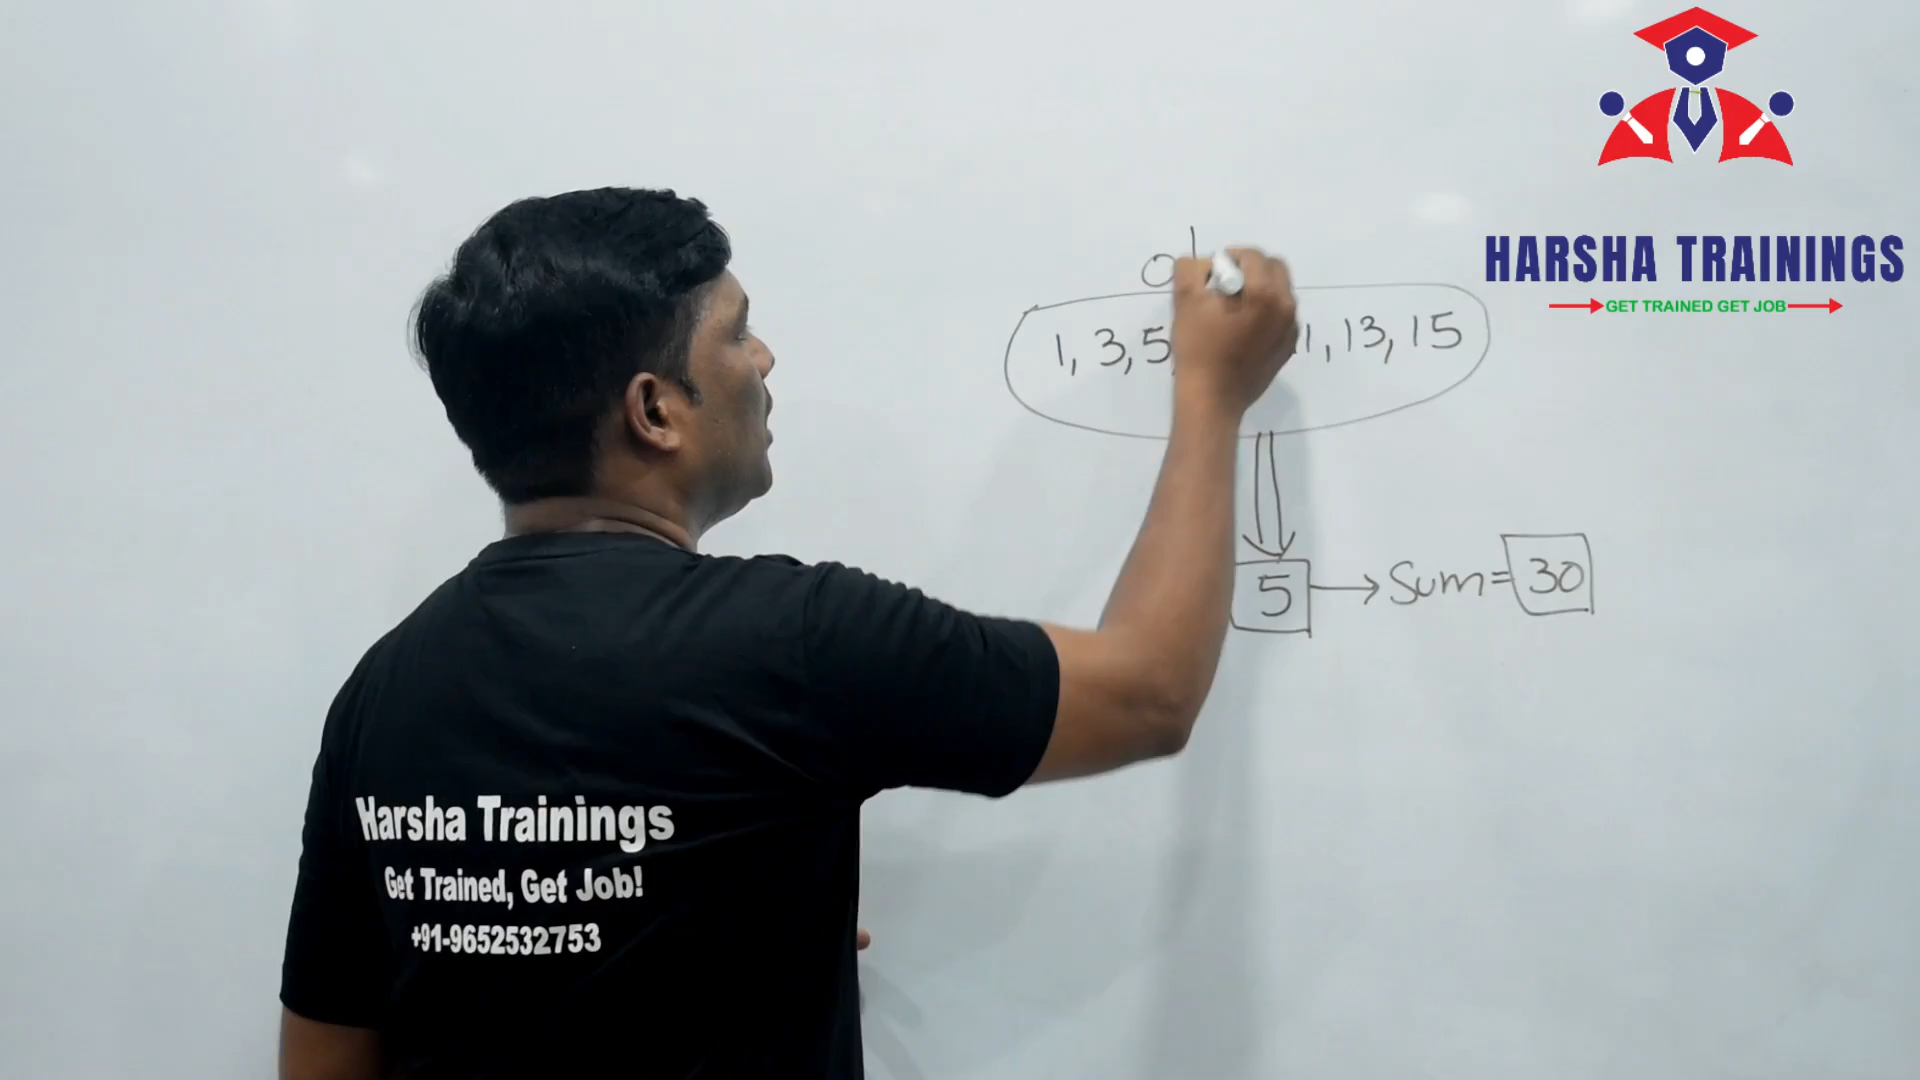 HARSHA TRAININGS
GET TRAINED GET JOB
1, 3, 5, 1, 13, 15
5 → Sum = 30
Harsha Trainings
Get Trained, Get Job!
+91-9652532753